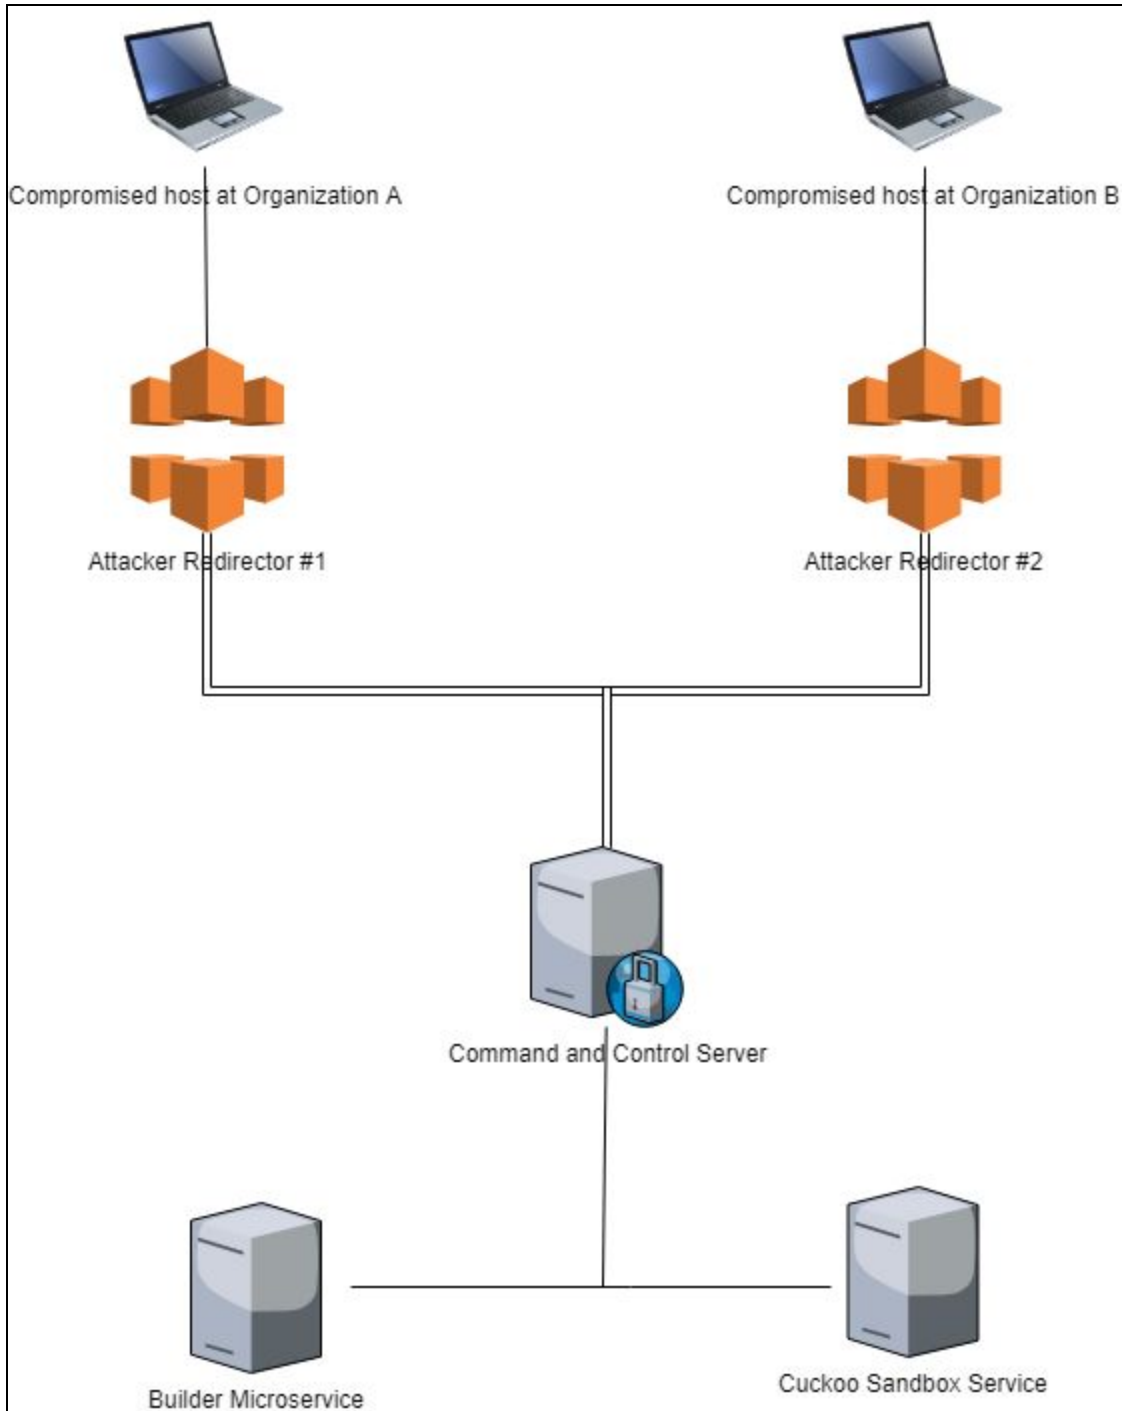 Compromised host at Organization A
Compromised host at Organization B
Attacker Redirector #1
Attacker Redirector #2
Command and Control Server
Builder Microservice
Cuckoo Sandbox Service